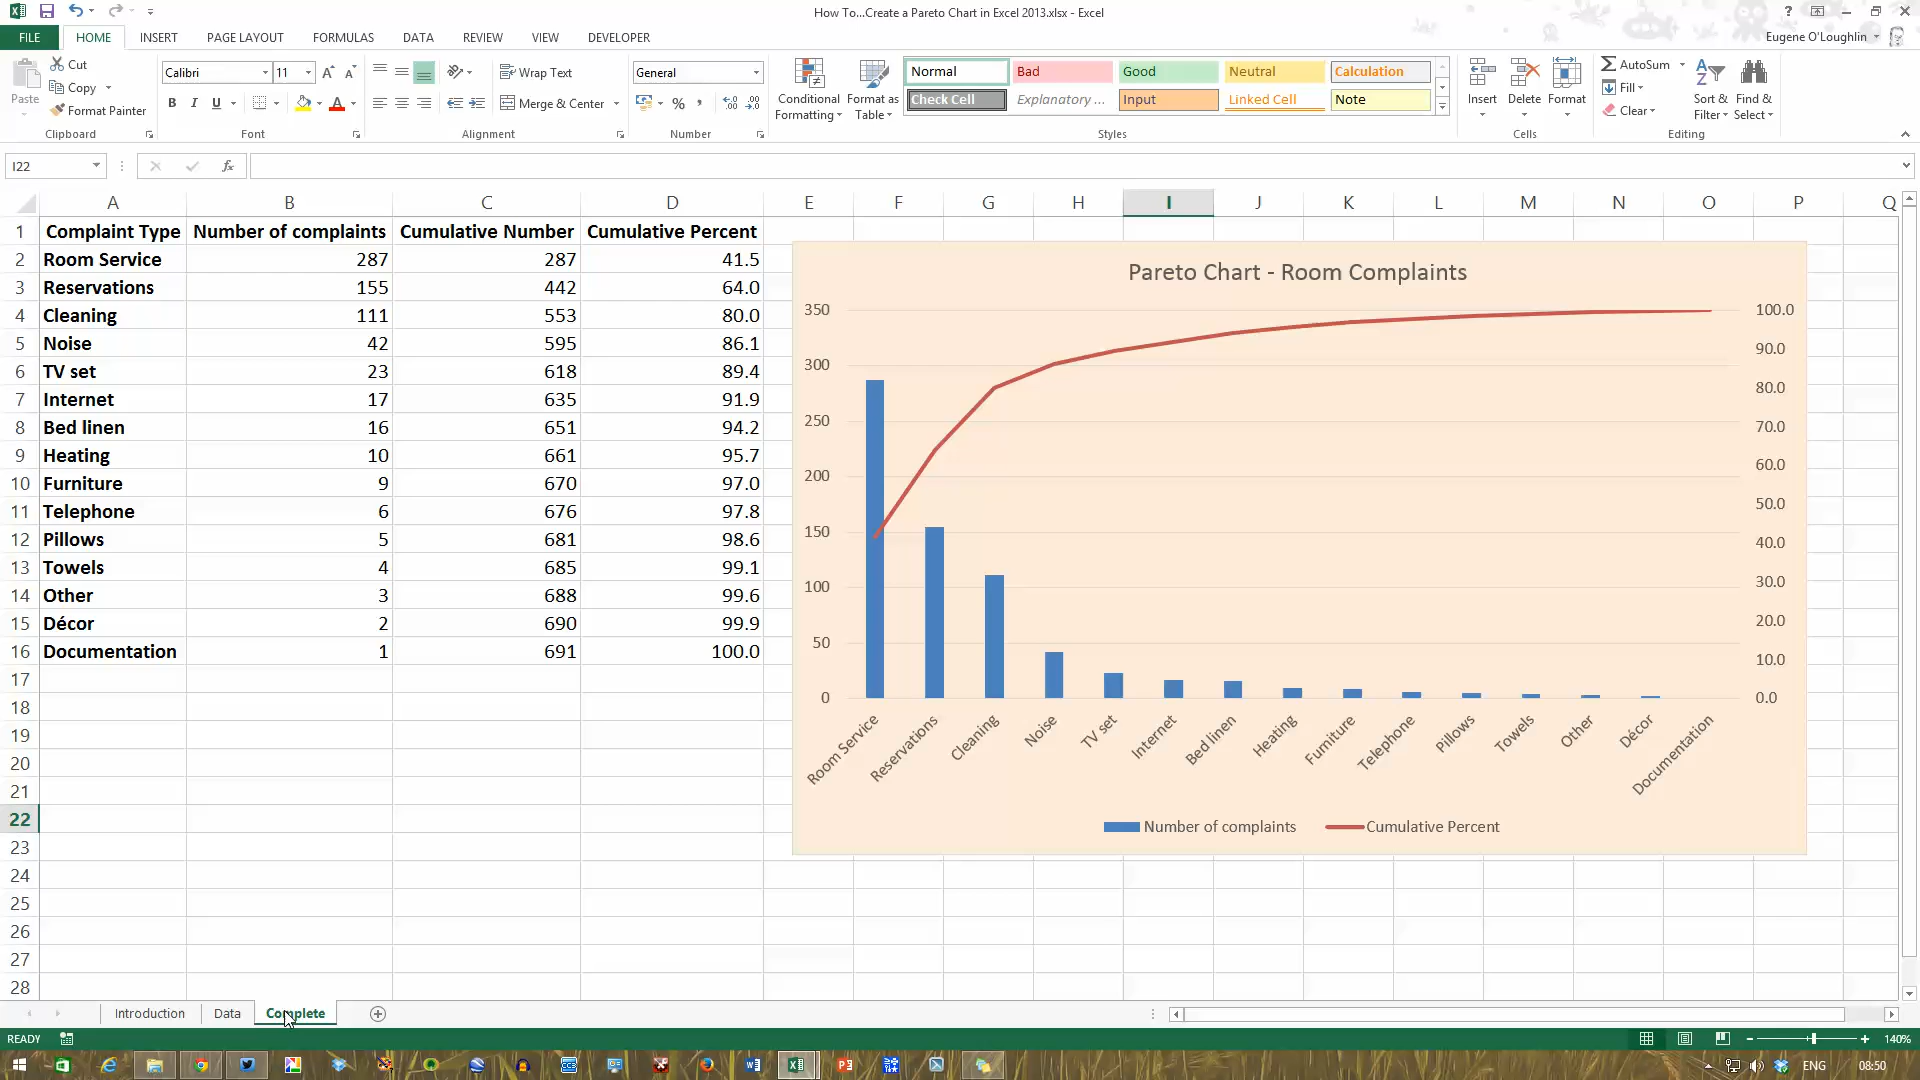 How To...Create a Pareto Chart in Excel 2013.xlsx - Excel
FILE HOME INSERT PAGE LAYOUT FORMULAS DATA REVIEW VIEW DEVELOPER Eugene O'Loughlin
Paste Cut Copy Format Painter Clipboard
Calibri 11 B I U Font
Wrap Text Merge & Center Alignment
General % Number
Conditional Formatting Format as Table
Normal Bad Good Neutral Calculation
Check Cell Explanatory ... Input Linked Cell Note
Styles
Insert Delete Format Cells
AutoSum Fill Clear Sort & Filter Find & Select Editing
I22 fx
A B C D E F G H I J K L M N O P Q
1 Complaint Type Number of complaints Cumulative Number Cumulative Percent
2 Room Service 287 287 41.5
3 Reservations 155 442 64.0
4 Cleaning 111 553 80.0
5 Noise 42 595 86.1
6 TV set 23 618 89.4
7 Internet 17 635 91.9
8 Bed linen 16 651 94.2
9 Heating 10 661 95.7
10 Furniture 9 670 97.0
11 Telephone 6 676 97.8
12 Pillows 5 681 98.6
13 Towels 4 685 99.1
14 Other 3 688 99.6
15 Décor 2 690 99.9
16 Documentation 1 691 100.0
17
18
19
20
21
22
23
24
25
26
27
28
Pareto Chart - Room Complaints
350
300
250
200
150
100
50
0
100.0
90.0
80.0
70.0
60.0
50.0
40.0
30.0
20.0
10.0
0.0
Room Service Reservations Cleaning Noise TV set Internet Bed linen Heating Furniture Telephone Pillows Towels Other Décor Documentation
Number of complaints Cumulative Percent
Introduction Data Complete
READY 140%
ENG 08:50